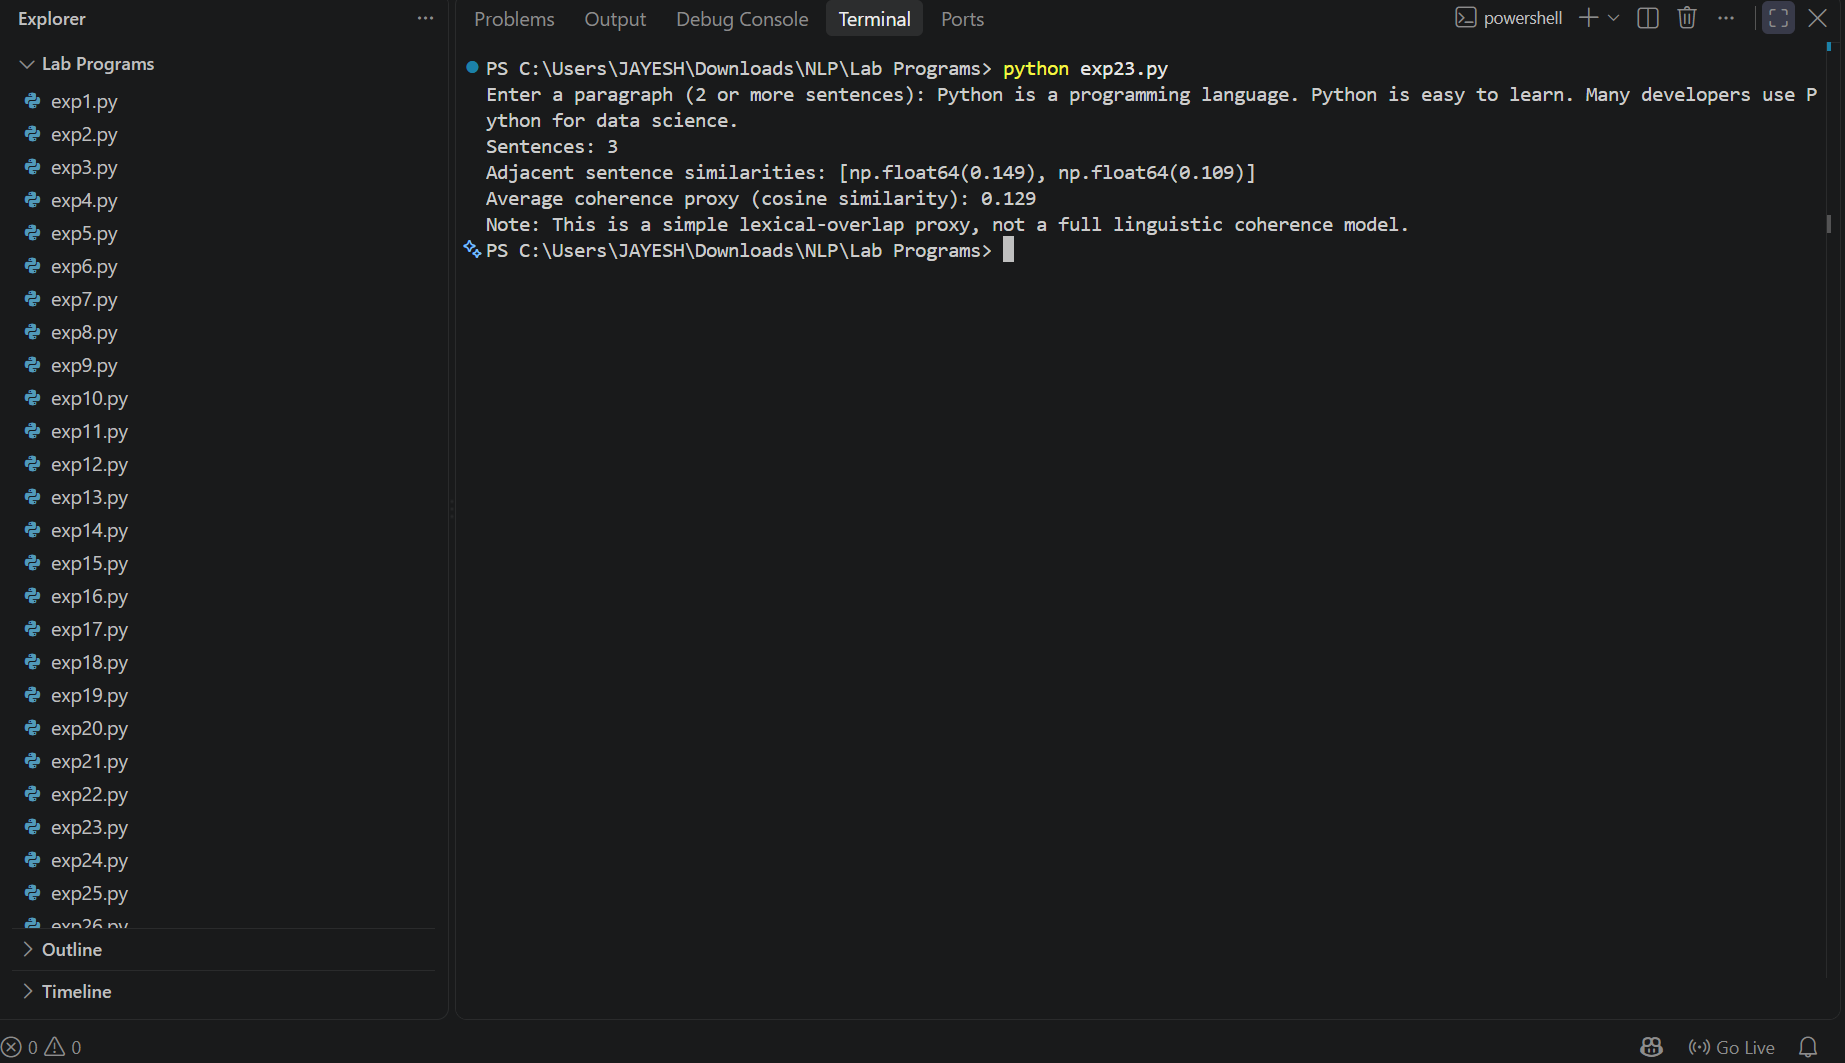 Explorer
Lab Programs
exp1.py
exp2.py
exp3.py
exp4.py
exp5.py
exp6.py
exp7.py
exp8.py
exp9.py
exp10.py
exp11.py
exp12.py
exp13.py
exp14.py
exp15.py
exp16.py
exp17.py
exp18.py
exp19.py
exp20.py
exp21.py
exp22.py
exp23.py
exp24.py
exp25.py
exp26.py
Outline
Timeline
0 0
Problems Output Debug Console Terminal Ports
powershell
PS C:\Users\JAYESH\Downloads\NLP\Lab Programs> python exp23.py
Enter a paragraph (2 or more sentences): Python is a programming language. Python is easy to learn. Many developers use P
ython for data science.
Sentences: 3
Adjacent sentence similarities: [np.float64(0.149), np.float64(0.109)]
Average coherence proxy (cosine similarity): 0.129
Note: This is a simple lexical-overlap proxy, not a full linguistic coherence model.
PS C:\Users\JAYESH\Downloads\NLP\Lab Programs>
Go Live